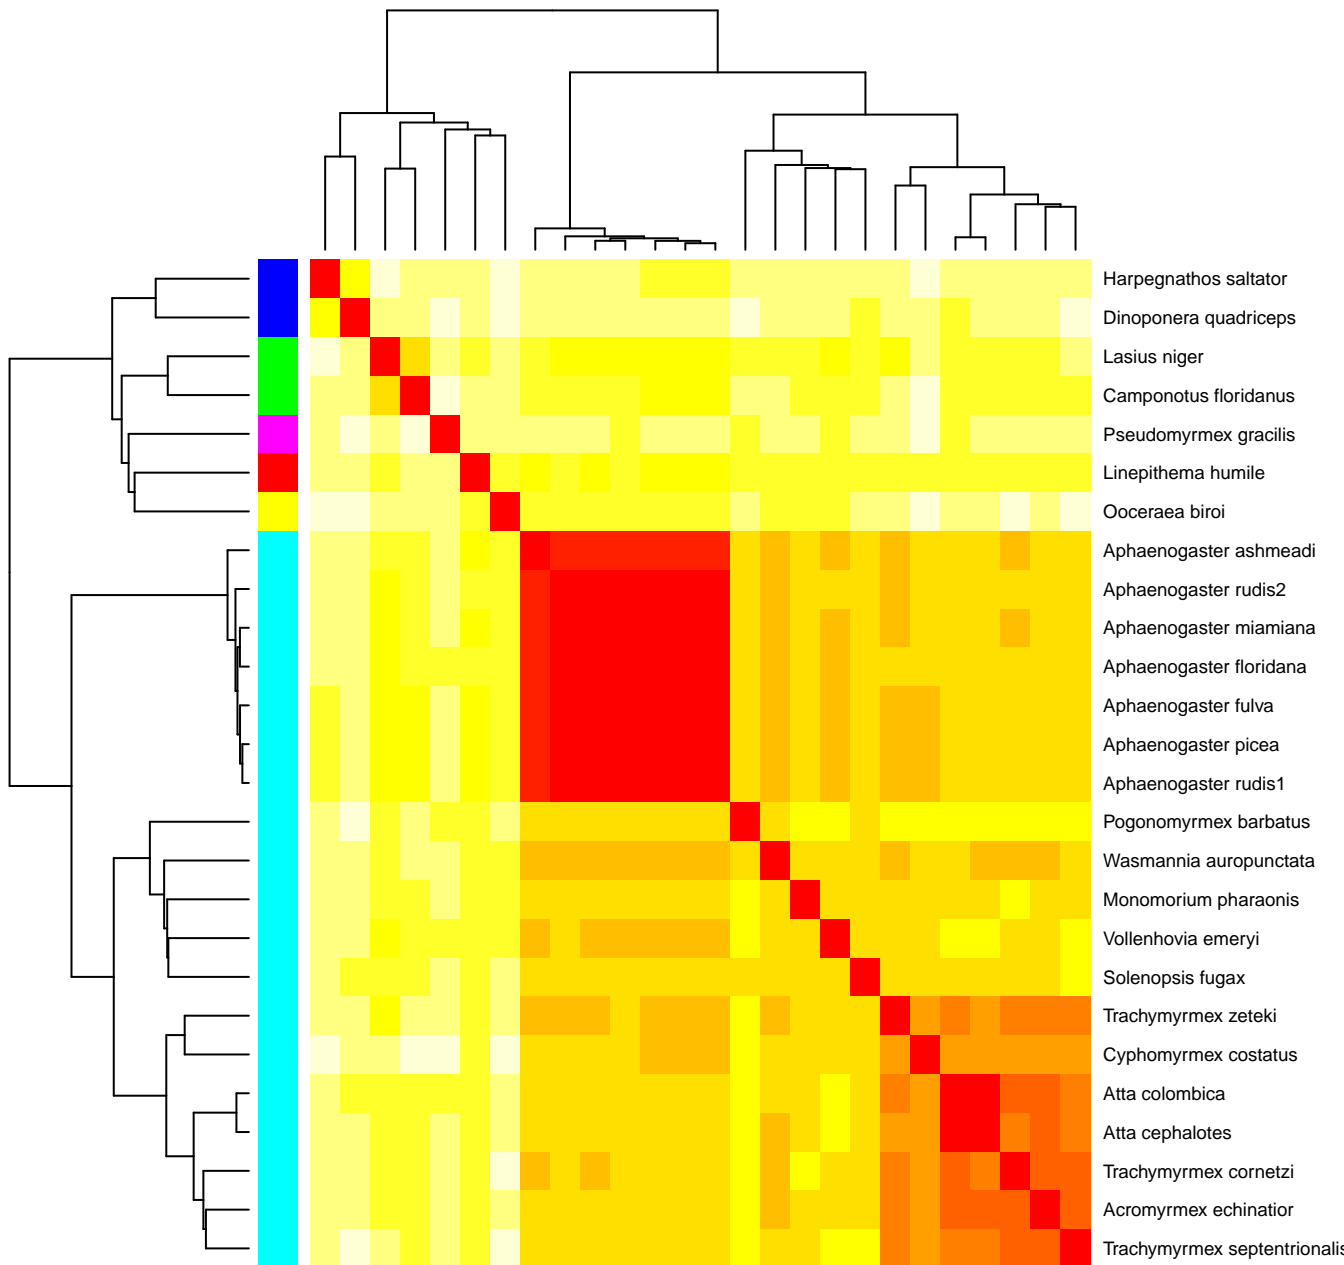 Harpegnathos saltator
Dinoponera quadriceps
Lasius niger
Camponotus floridanus
Pseudomyrmex gracilis
Linepithema humile
Ooceraea biroi
Aphaenogaster ashmeadi
Aphaenogaster rudis2
Aphaenogaster miamiana
Aphaenogaster floridana
Aphaenogaster fulva
Aphaenogaster picea
Aphaenogaster rudis1
Pogonomyrmex barbatus
Wasmannia auropunctata
Monomorium pharaonis
Vollenhovia emeryi
Solenopsis fugax
Trachymyrmex zeteki
Cyphomyrmex costatus
Atta colombica
Atta cephalotes
Trachymyrmex cornetzi
Acromyrmex echinatior
Trachymyrmex septentrionalis